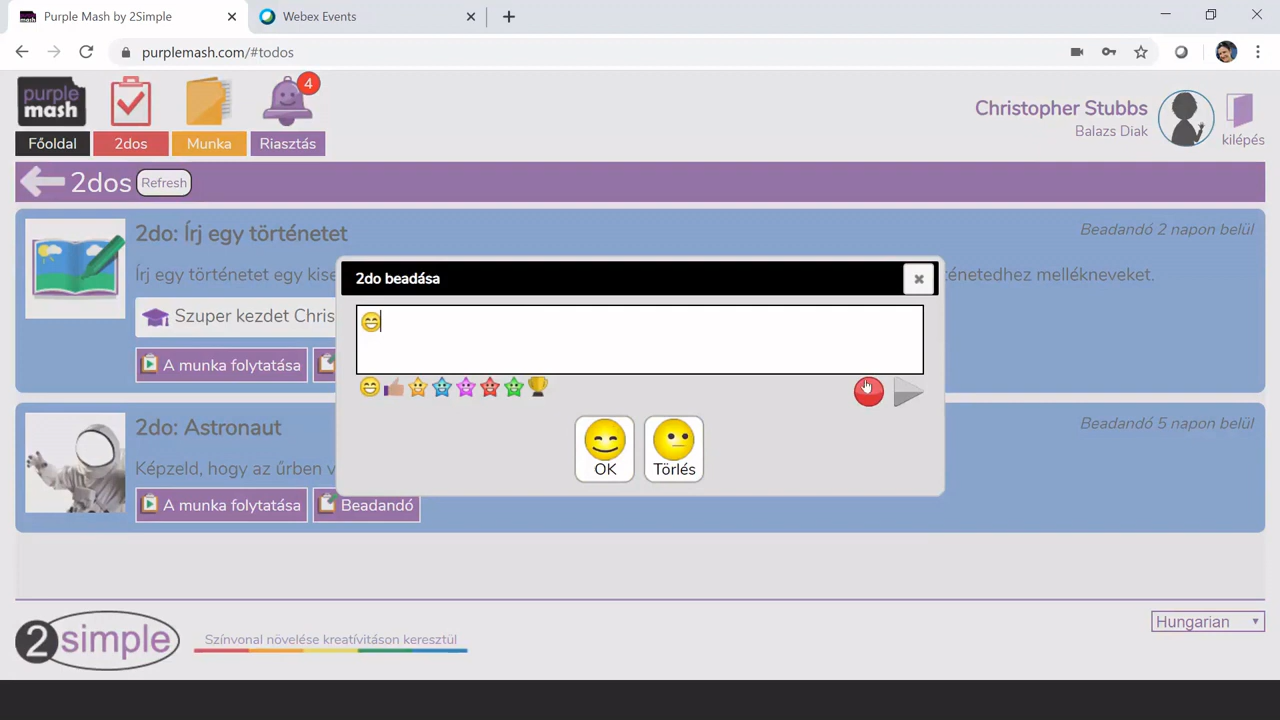 Purple Mash by 2Simple
Webex Events
purplemash.com/#todos
purple
mash
4
Főoldal
2dos
Munka
Riasztás
Christopher Stubbs
Balazs Diak
kilépés
2dos
Refresh
2do: Írj egy történetet
Beadandó 2 napon belül
Írj egy történetet egy kise
ténetedhez mellékneveket.
Szuper kezdet Chris
A munka folytatása
2do beadása
OK
Törlés
2do: Astronaut
Beadandó 5 napon belül
Képzeld, hogy az űrben v
A munka folytatása
Beadandó
2simple
Színvonal növelése kreatívitáson keresztül
Hungarian